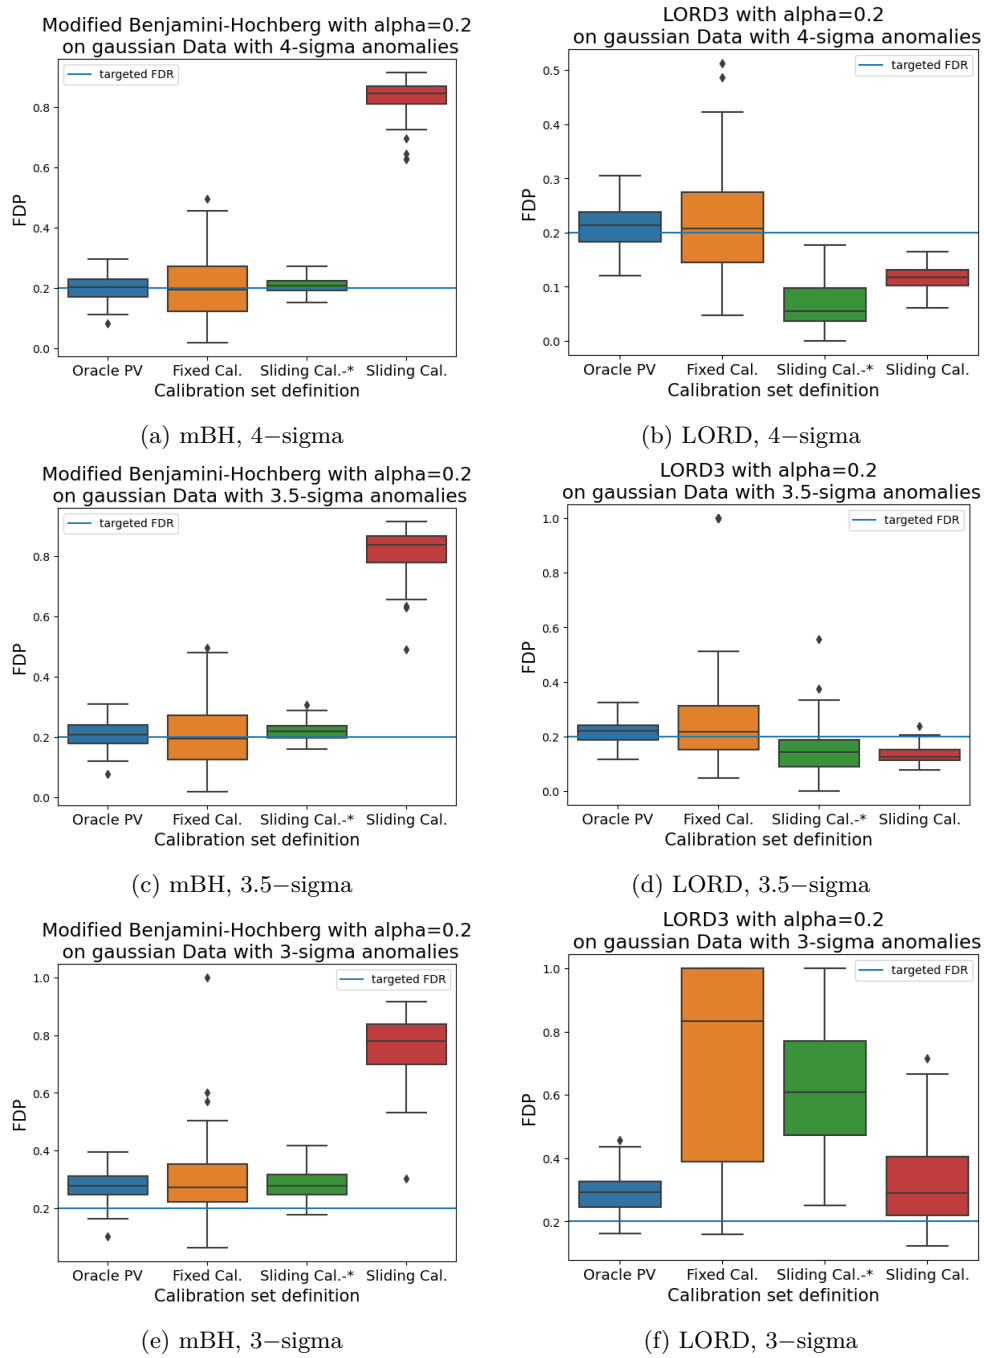 Modified Benjamini-Hochberg with alpha=0.2
on gaussian Data with 4-sigma anomalies
targeted FDR
0.8
0.6
0.4
0.2
0.0
FDP
Oracle PV Fixed Cal. Sliding Cal.-* Sliding Cal.
Calibration set definition
(a) mBH, 4−sigma
LORD3 with alpha=0.2
on gaussian Data with 4-sigma anomalies
targeted FDR
0.5
0.4
0.3
0.2
0.1
0.0
FDP
Oracle PV Fixed Cal. Sliding Cal.-* Sliding Cal.
Calibration set definition
(b) LORD, 4−sigma
Modified Benjamini-Hochberg with alpha=0.2
on gaussian Data with 3.5-sigma anomalies
targeted FDR
0.8
0.6
0.4
0.2
0.0
FDP
Oracle PV Fixed Cal. Sliding Cal.-* Sliding Cal.
Calibration set definition
(c) mBH, 3.5−sigma
LORD3 with alpha=0.2
on gaussian Data with 3.5-sigma anomalies
targeted FDR
1.0
0.8
0.6
0.4
0.2
0.0
FDP
Oracle PV Fixed Cal. Sliding Cal.-* Sliding Cal.
Calibration set definition
(d) LORD, 3.5−sigma
Modified Benjamini-Hochberg with alpha=0.2
on gaussian Data with 3-sigma anomalies
targeted FDR
1.0
0.8
0.6
0.4
0.2
FDP
Oracle PV Fixed Cal. Sliding Cal.-* Sliding Cal.
Calibration set definition
(e) mBH, 3−sigma
LORD3 with alpha=0.2
on gaussian Data with 3-sigma anomalies
targeted FDR
1.0
0.8
0.6
0.4
0.2
FDP
Oracle PV Fixed Cal. Sliding Cal.-* Sliding Cal.
Calibration set definition
(f) LORD, 3−sigma